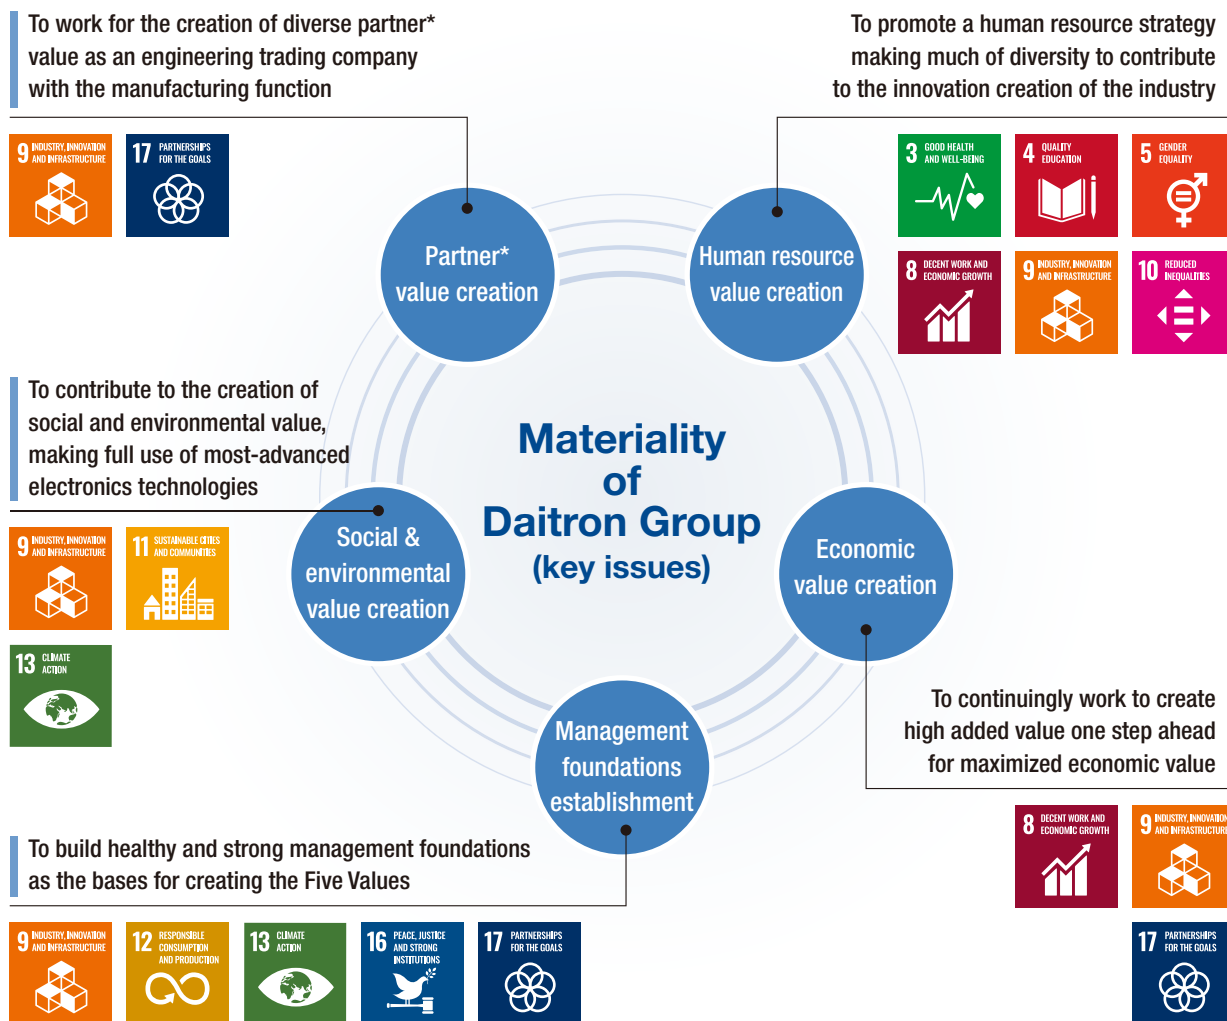 To work for the creation of diverse partner*
value as an engineering trading company
with the manufacturing function
9 INDUSTRY, INNOVATION
AND INFRASTRUCTURE
17 PARTNERSHIPS
FOR THE GOALS
To promote a human resource strategy
making much of diversity to contribute
to the innovation creation of the industry
3 GOOD HEALTH
AND WELL-BEING
4 QUALITY
EDUCATION
5 GENDER
EQUALITY
8 DECENT WORK AND
ECONOMIC GROWTH
9 INDUSTRY, INNOVATION
AND INFRASTRUCTURE
10 REDUCED
INEQUALITIES
Partner*
value creation
Human resource
value creation
To contribute to the creation of
social and environmental value,
making full use of most-advanced
electronics technologies
9 INDUSTRY, INNOVATION
AND INFRASTRUCTURE
11 SUSTAINABLE CITIES
AND COMMUNITIES
13 CLIMATE
ACTION
Materiality
of
Daitron Group
(key issues)
Social &
environmental
value creation
Economic
value creation
Management
foundations
establishment
To continuingly work to create
high added value one step ahead
for maximized economic value
8 DECENT WORK AND
ECONOMIC GROWTH
9 INDUSTRY, INNOVATION
AND INFRASTRUCTURE
17 PARTNERSHIPS
FOR THE GOALS
To build healthy and strong management foundations
as the bases for creating the Five Values
9 INDUSTRY, INNOVATION
AND INFRASTRUCTURE
12 RESPONSIBLE
CONSUMPTION
AND PRODUCTION
13 CLIMATE
ACTION
16 PEACE, JUSTICE
AND STRONG
INSTITUTIONS
17 PARTNERSHIPS
FOR THE GOALS